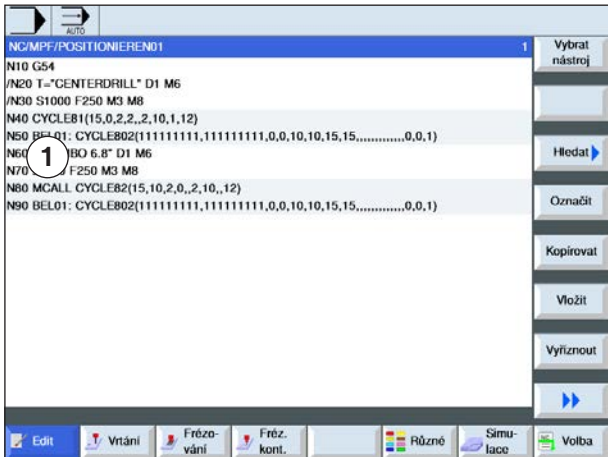 AUTO
NC/MPF/POSITIONIEREN01 1
N10 G54
/N20 T="CENTERDRILL" D1 M6
/N30 S1000 F250 M3 M8
N40 CYCLE81(15,0,2,2,,2,10,1,12)
N50 BEL01: CYCLE802(111111111,111111111,0,0,10,10,15,15,,,,,,,,,,,,,0,0,1)
N60 BO 6.8" D1 M6
1
N70 F250 M3 M8
N80 MCALL CYCLE82(15,10,2,0,,2,10,,12)
N90 BEL01: CYCLE802(111111111,111111111,0,0,10,10,15,15,,,,,,,,,,,,,0,0,1)
Vybrat
nástroj
Hledat
Označit
Kopírovat
Vložit
Vyříznout
Edit
Vrtání
Frézo-
vání
Fréz.
kont.
Různé
Simu-
lace
Volba